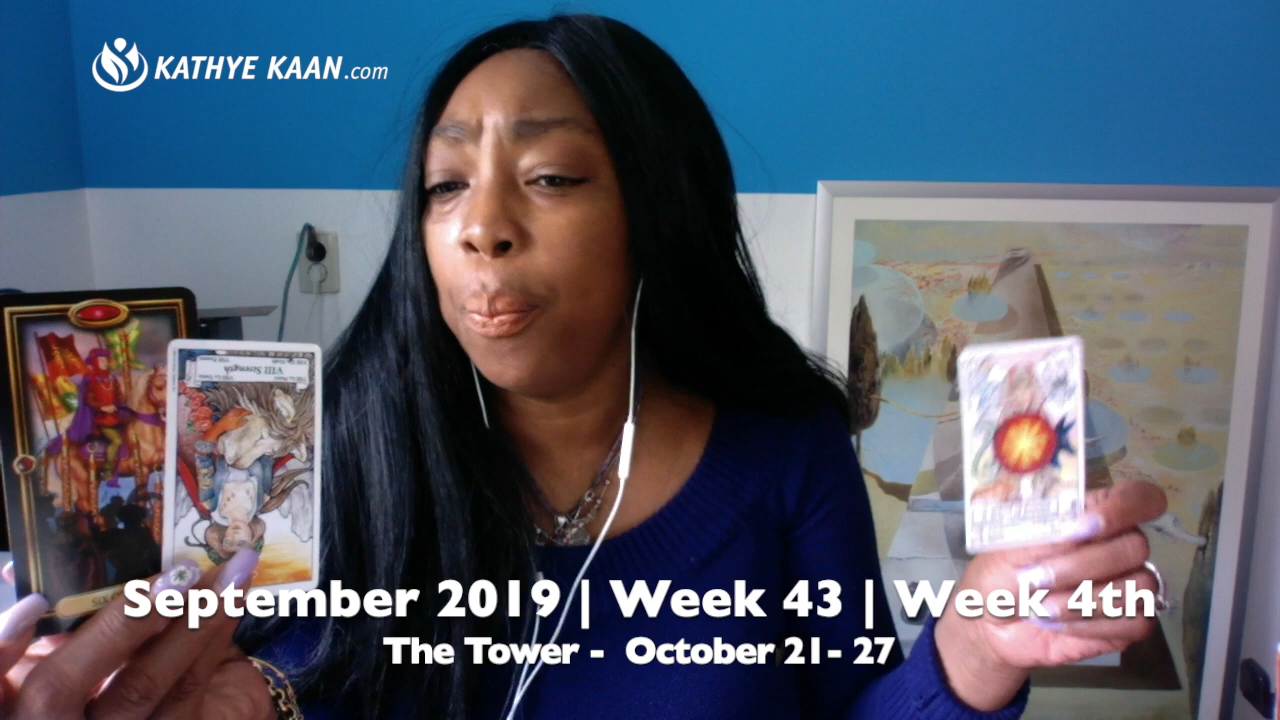 KATHYE KAAN.com
VIII Strength
September 2019 | Week 43 | Week 4th
The Tower - October 21- 27